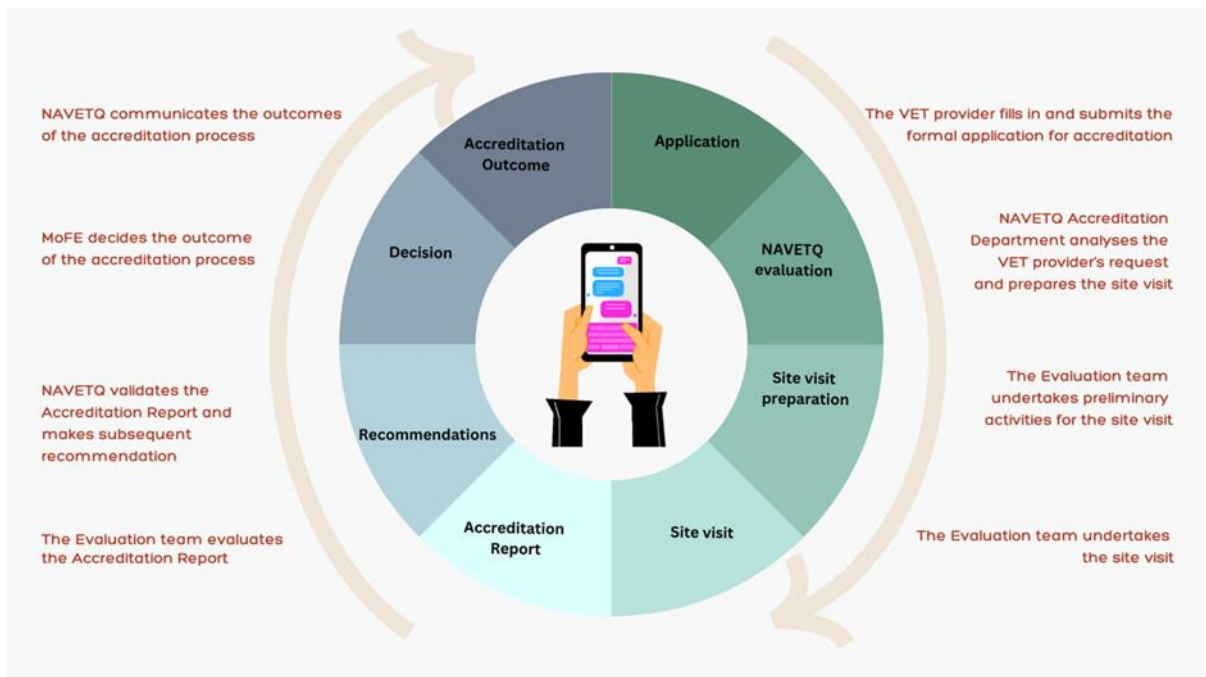 NAVETQ communicates the outcomes
of the accreditation process
MoFE decides the outcome
of the accreditation process
NAVETQ validates the
Accreditation Report and
makes subsequent
recommendation
The Evaluation team evaluates
the Accreditation Report
Accreditation
Outcome
Application
Decision
NAVETQ
evaluation
Recommendations
Site visit
preparation
Accreditation
Report
Site visit
The VET provider fills in and submits the
formal application for accreditation
NAVETQ Accreditation
Department analyses the
VET provider's request
and prepares the site visit
The Evaluation team
undertakes preliminary
activities for the site visit
The Evaluation team undertakes
the site visit